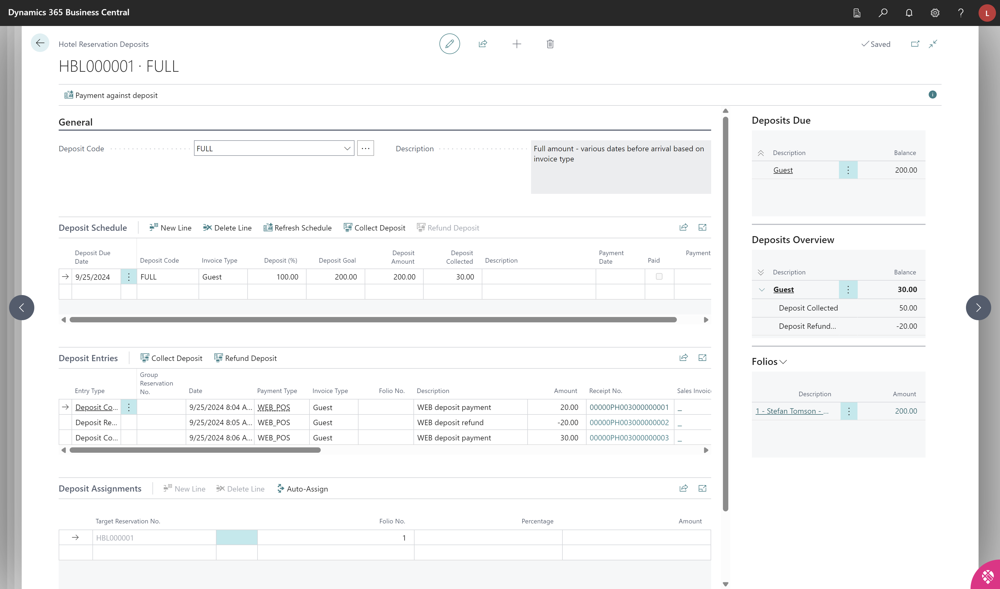 Dynamics 365 Business Central
L
Hotel Reservation Deposits
Saved
HBL000001 · FULL
Payment against deposit
General
Deposit Code
FULL
Description
Full amount - various dates before arrival based on
invoice type
Deposit Schedule
New Line
Delete Line
Refresh Schedule
Collect Deposit
Refund Deposit
Deposit Due
Date
Deposit Code
Invoice Type
Deposit (%)
Deposit Goal
Deposit
Amount
Deposit
Collected
Description
Payment
Date
Paid
Payment
9/25/2024 FULL Guest 100.00 200.00 200.00 30.00
Deposit Entries
Collect Deposit
Refund Deposit
Entry Type
Group
Reservation
No.
Date
Payment Type
Invoice Type
Folio No.
Description
Amount
Receipt No.
Sales Invoic
Deposit Co... 9/25/2024 8:04 A... WEB_POS Guest WEB deposit payment 20.00 00000PH003000000001 _
Deposit Re... 9/25/2024 8:05 A... WEB_POS Guest WEB deposit refund -20.00 00000PH003000000002 _
Deposit Co... 9/25/2024 8:06 A... WEB_POS Guest WEB deposit payment 30.00 00000PH003000000003 _
Deposit Assignments
New Line
Delete Line
Auto-Assign
Target Reservation No.
Folio No.
Percentage
Amount
HBL000001 1
Deposits Due
Description Balance
Guest 200.00
Deposits Overview
Description Balance
Guest 30.00
Deposit Collected 50.00
Deposit Refund... -20.00
Folios
Description Amount
1 - Stefan Tomson - ... 200.00